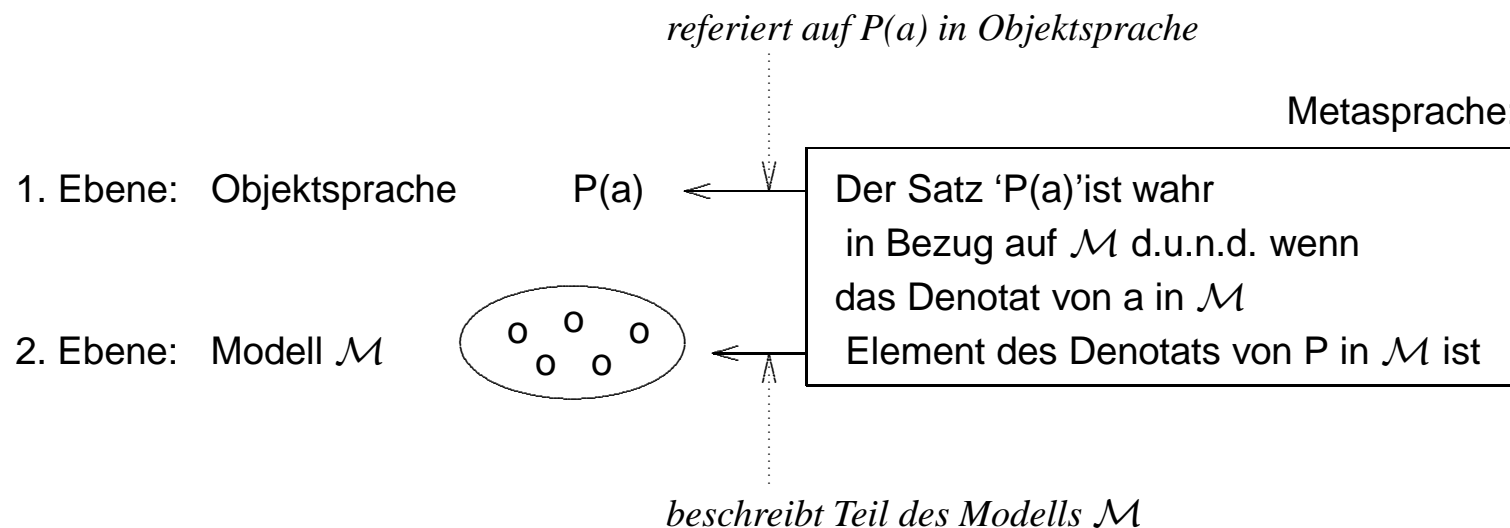 referiert auf P(a) in Objektsprache
Metasprache:
1. Ebene: Objektsprache P(a)
Der Satz ‘P(a)’ist wahr
in Bezug auf ℳ d.u.n.d. wenn
das Denotat von a in ℳ
Element des Denotats von P in ℳ ist
2. Ebene: Modell ℳ
o o o
o o
beschreibt Teil des Modells ℳ